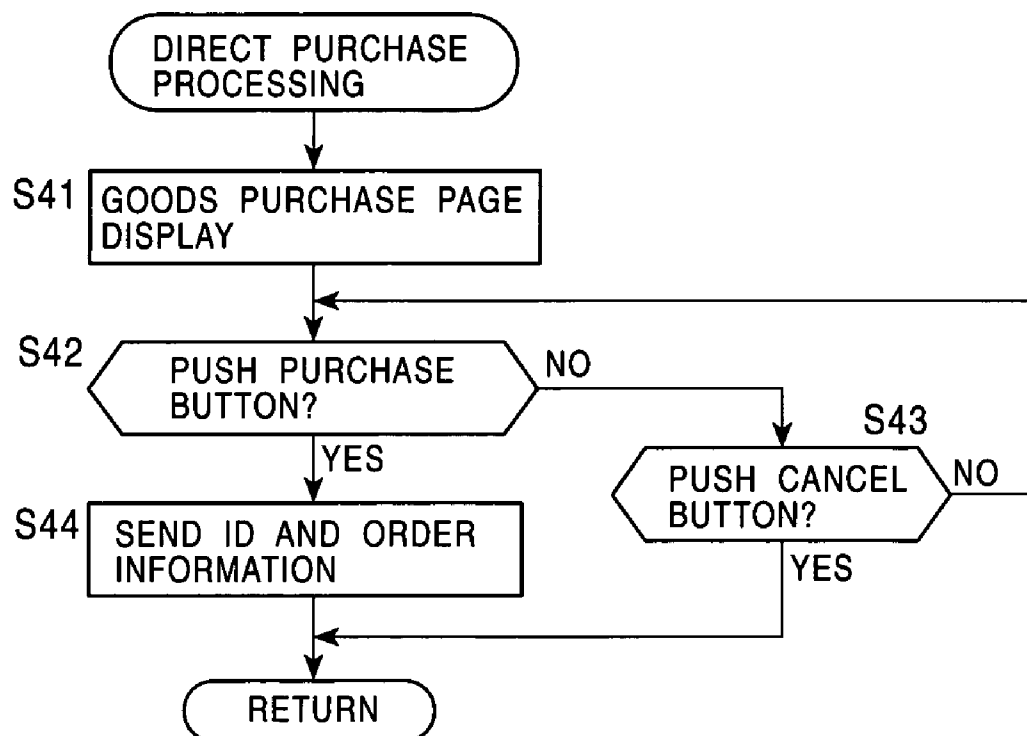 DIRECT PURCHASE
PROCESSING
S41
GOODS PURCHASE PAGE
DISPLAY
S42
PUSH PURCHASE
BUTTON?
NO
YES
S43
PUSH CANCEL
BUTTON?
NO
YES
S44
SEND ID AND ORDER
INFORMATION
RETURN